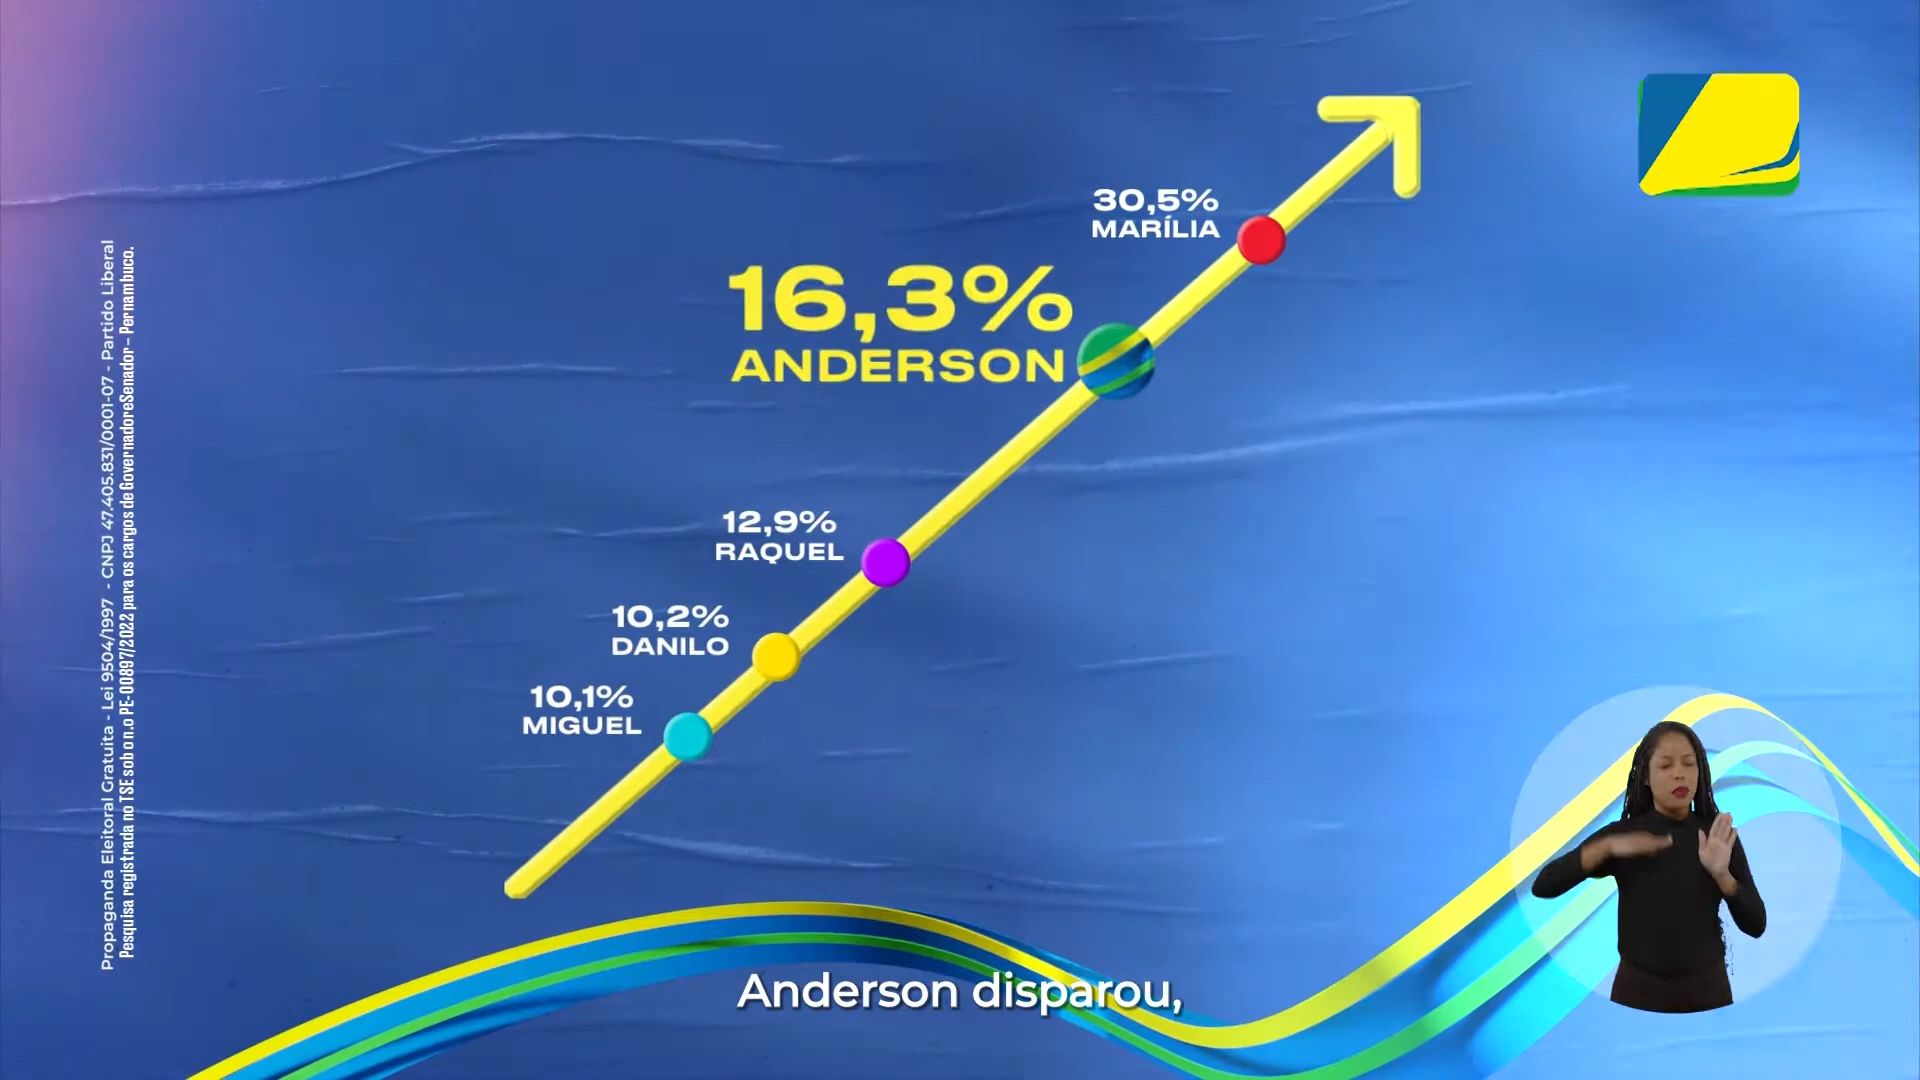 30,5%
MARÍLIA
16,3%
ANDERSON
12,9%
RAQUEL
10,2%
DANILO
10,1%
MIGUEL
Propaganda Eleitoral Gratuita - Lei 9504/1997 - CNPJ 47.405.831/0001-07 - Partido Liberal
Pesquisa registrada no TSE sob o n.o PE-00897/2022 para os cargos de Governador e Senador – Pernambuco.
Anderson disparou,